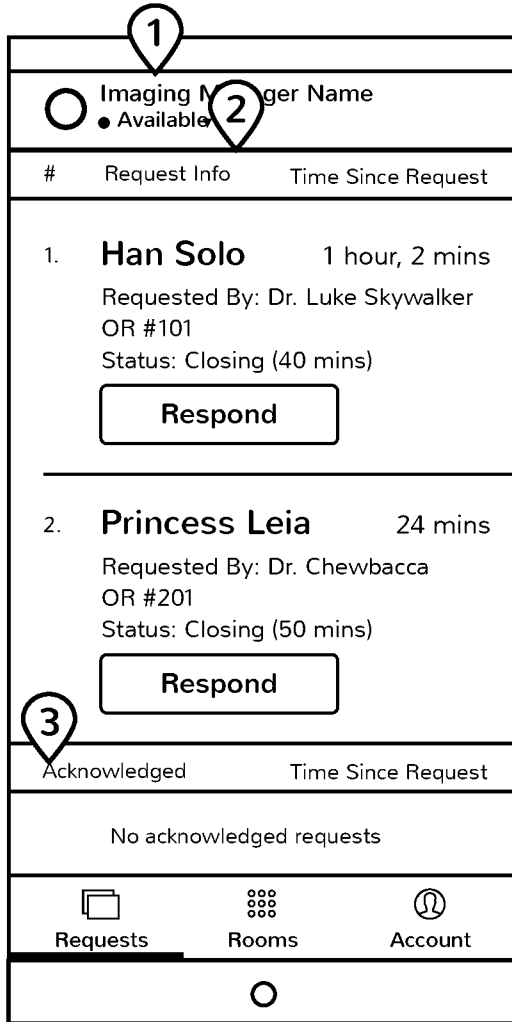 1
Imaging M ger Name
2
Available
# Request Info Time Since Request
1. Han Solo 1 hour, 2 mins
Requested By: Dr. Luke Skywalker
OR #101
Status: Closing (40 mins)
Respond
2. Princess Leia 24 mins
Requested By: Dr. Chewbacca
OR #201
Status: Closing (50 mins)
Respond
3
Acknowledged Time Since Request
No acknowledged requests
Requests Rooms Account